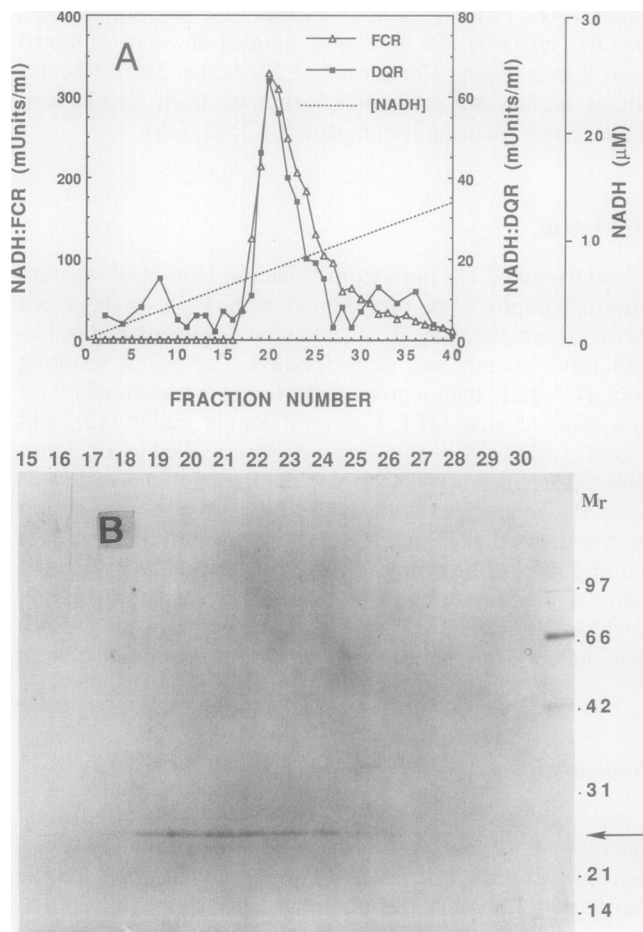 A
FCR
DQR
[NADH]
NADH:FCR (mUnits/ml)
400
300
200
100
0
NADH:DQR (mUnits/ml)
80
60
40
20
0
NADH (μM)
30
20
10
0
0 5 10 15 20 25 30 35 40
FRACTION NUMBER
15 16 17 18 19 20 21 22 23 24 25 26 27 28 29 30
B
Mr
.97
.66
.42
.31
.21
.14